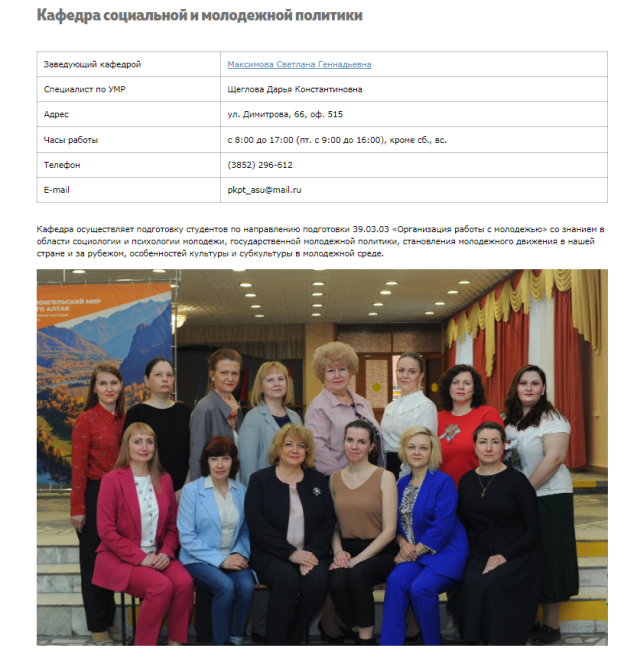 Кафедра социальной и молодежной политики
Заведующий кафедрой Максимова Светлана Геннадьевна
Специалист по УМР Щеглова Дарья Константиновна
Адрес ул. Димитрова, 66, оф. 515
Часы работы с 8:00 до 17:00 (пт. с 9:00 до 16:00), кроме сб., вс.
Телефон (3852) 296-612
E-mail pkpt_asu@mail.ru
Кафедра осуществляет подготовку студентов по направлению подготовки 39.03.03 «Организация работы с молодежью» со знанием в
области социологии и психологии молодежи, государственной молодежной политики, становления молодежного движения в нашей
стране и за рубежом, особенностей культуры и субкультуры в молодежной среде.
ОНГОЛЬСКИЙ МИР
ГО АЛТАЯ